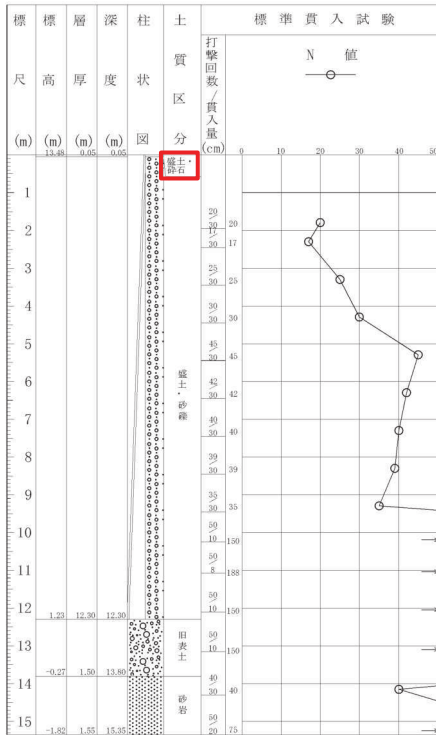 標尺(m)
標高(m)
層厚(m)
深度(m)
柱状図
土質区分
標準貫入試験
打撃回数/貫入量(cm)
N 値
0 10 20 30 40 50
13.48 0.05 0.05
盛土・
砕石
1
2
3
4
5
6
7
8
9
10
11
12
13
14
15
盛土・砂礫
1.23 12.30 12.30
旧表土
-0.27 1.50 13.80
砂岩
-1.82 1.55 15.35
20/30 20
17/30 17
25/30 25
30/30 30
45/30 45
42/30 42
40/30 40
39/30 39
35/30 35
50/10 150
50/8 188
50/10 150
50/10 150
40/30 40
50/20 75